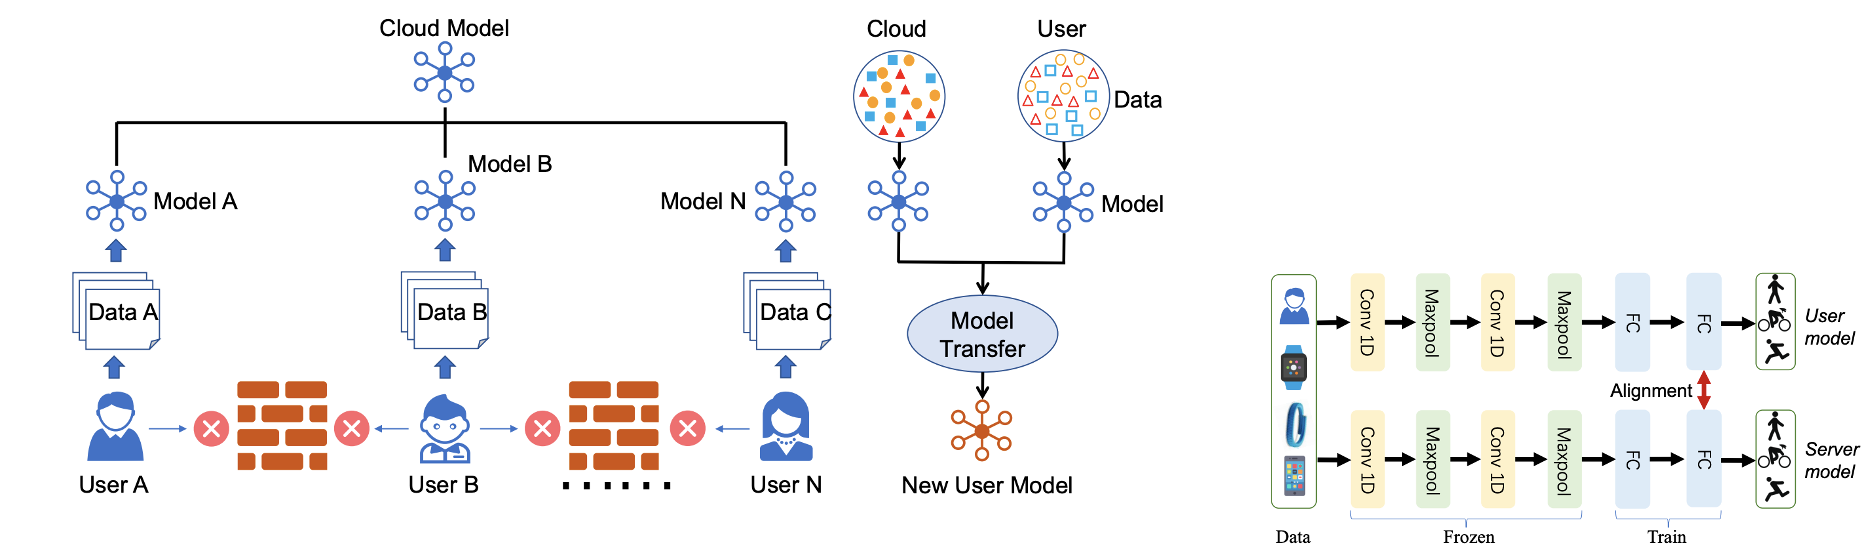 Cloud Model
Model A
Model B
Model N
Data A
Data B
Data C
User A
User B
User N
Cloud
User
Data
Model
Model
Transfer
New User Model
Conv 1D
Maxpool
Conv 1D
Maxpool
FC
FC
User
model
Alignment
Conv 1D
Maxpool
Conv 1D
Maxpool
FC
FC
Server
model
Data
Frozen
Train